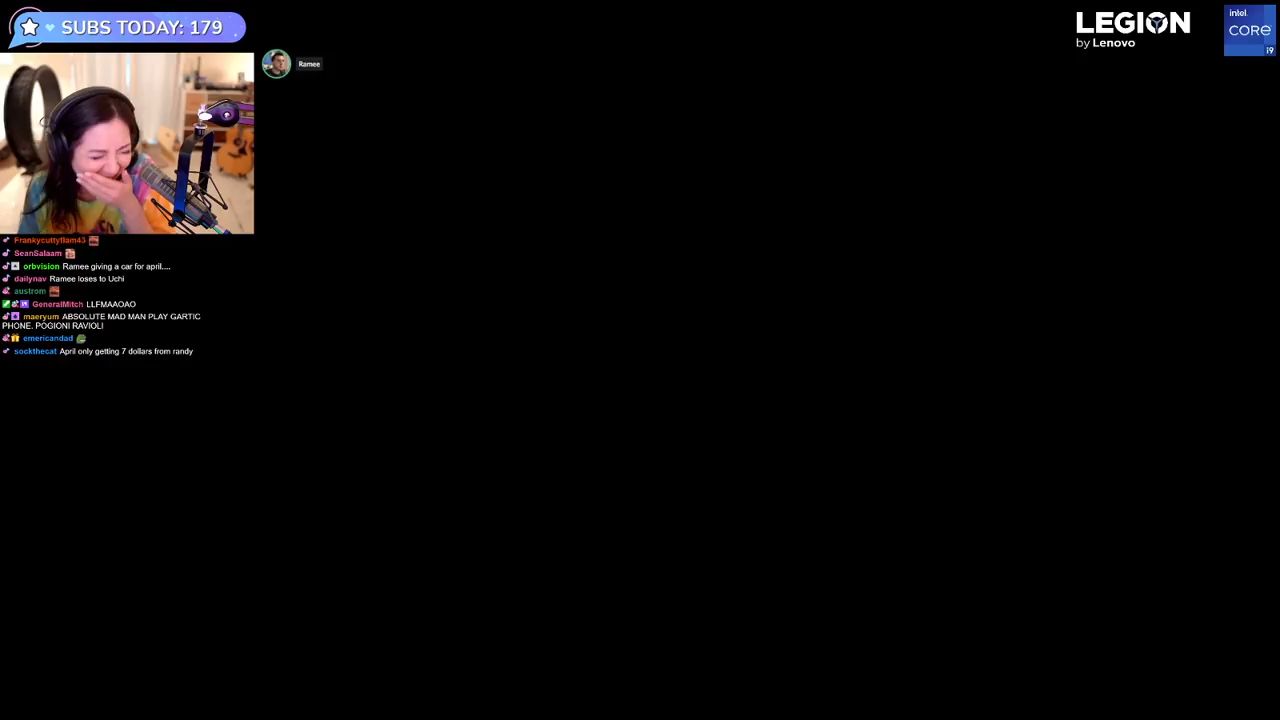 SUBS TODAY: 179
LEGION
by Lenovo
intel.
CORE
i9
Ramee
Frankycuttyflam45
SeanSalaam
orbvision Ramee giving a car for april....
dailynav Ramee loses to Uchi
austrom
GeneralMitch LLFMAAOAO
maeryum ABSOLUTE MAD MAN PLAY GARTIC
PHONE. POGIONI RAVIOLI
emericandad
sockthecat April only getting 7 dollars from randy